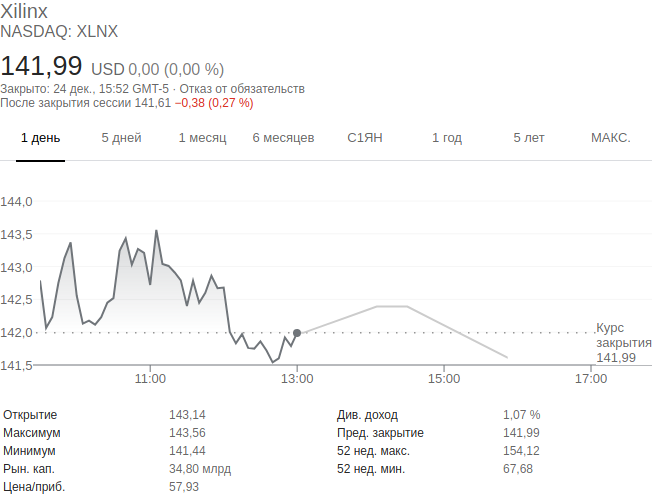 Xilinx
NASDAQ: XLNX
141,99 USD 0,00 (0,00 %)
Закрыто: 24 дек., 15:52 GMT-5 · Отказ от обязательств
После закрытия сессии 141,61 −0,38 (0,27 %)
1 день 5 дней 1 месяц 6 месяцев С1ЯН 1 год 5 лет МАКС.
144,0
143,5
143,0
142,5
142,0
141,5
Курс
закрытия
141,99
11:00 13:00 15:00 17:00
Открытие 143,14 Див. доход 1,07 %
Максимум 143,56 Пред. закрытие 141,99
Минимум 141,44 52 нед. макс. 154,12
Рын. кап. 34,80 млрд 52 нед. мин. 67,68
Цена/приб. 57,93